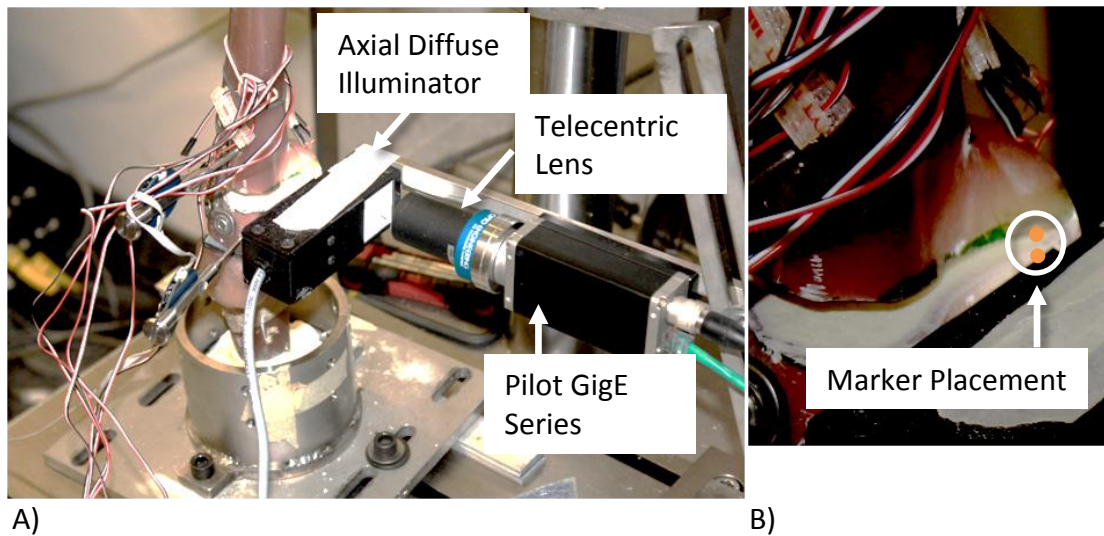 Axial Diffuse
Illuminator
Telecentric
Lens
Pilot GigE
Series
Marker Placement
A)
B)